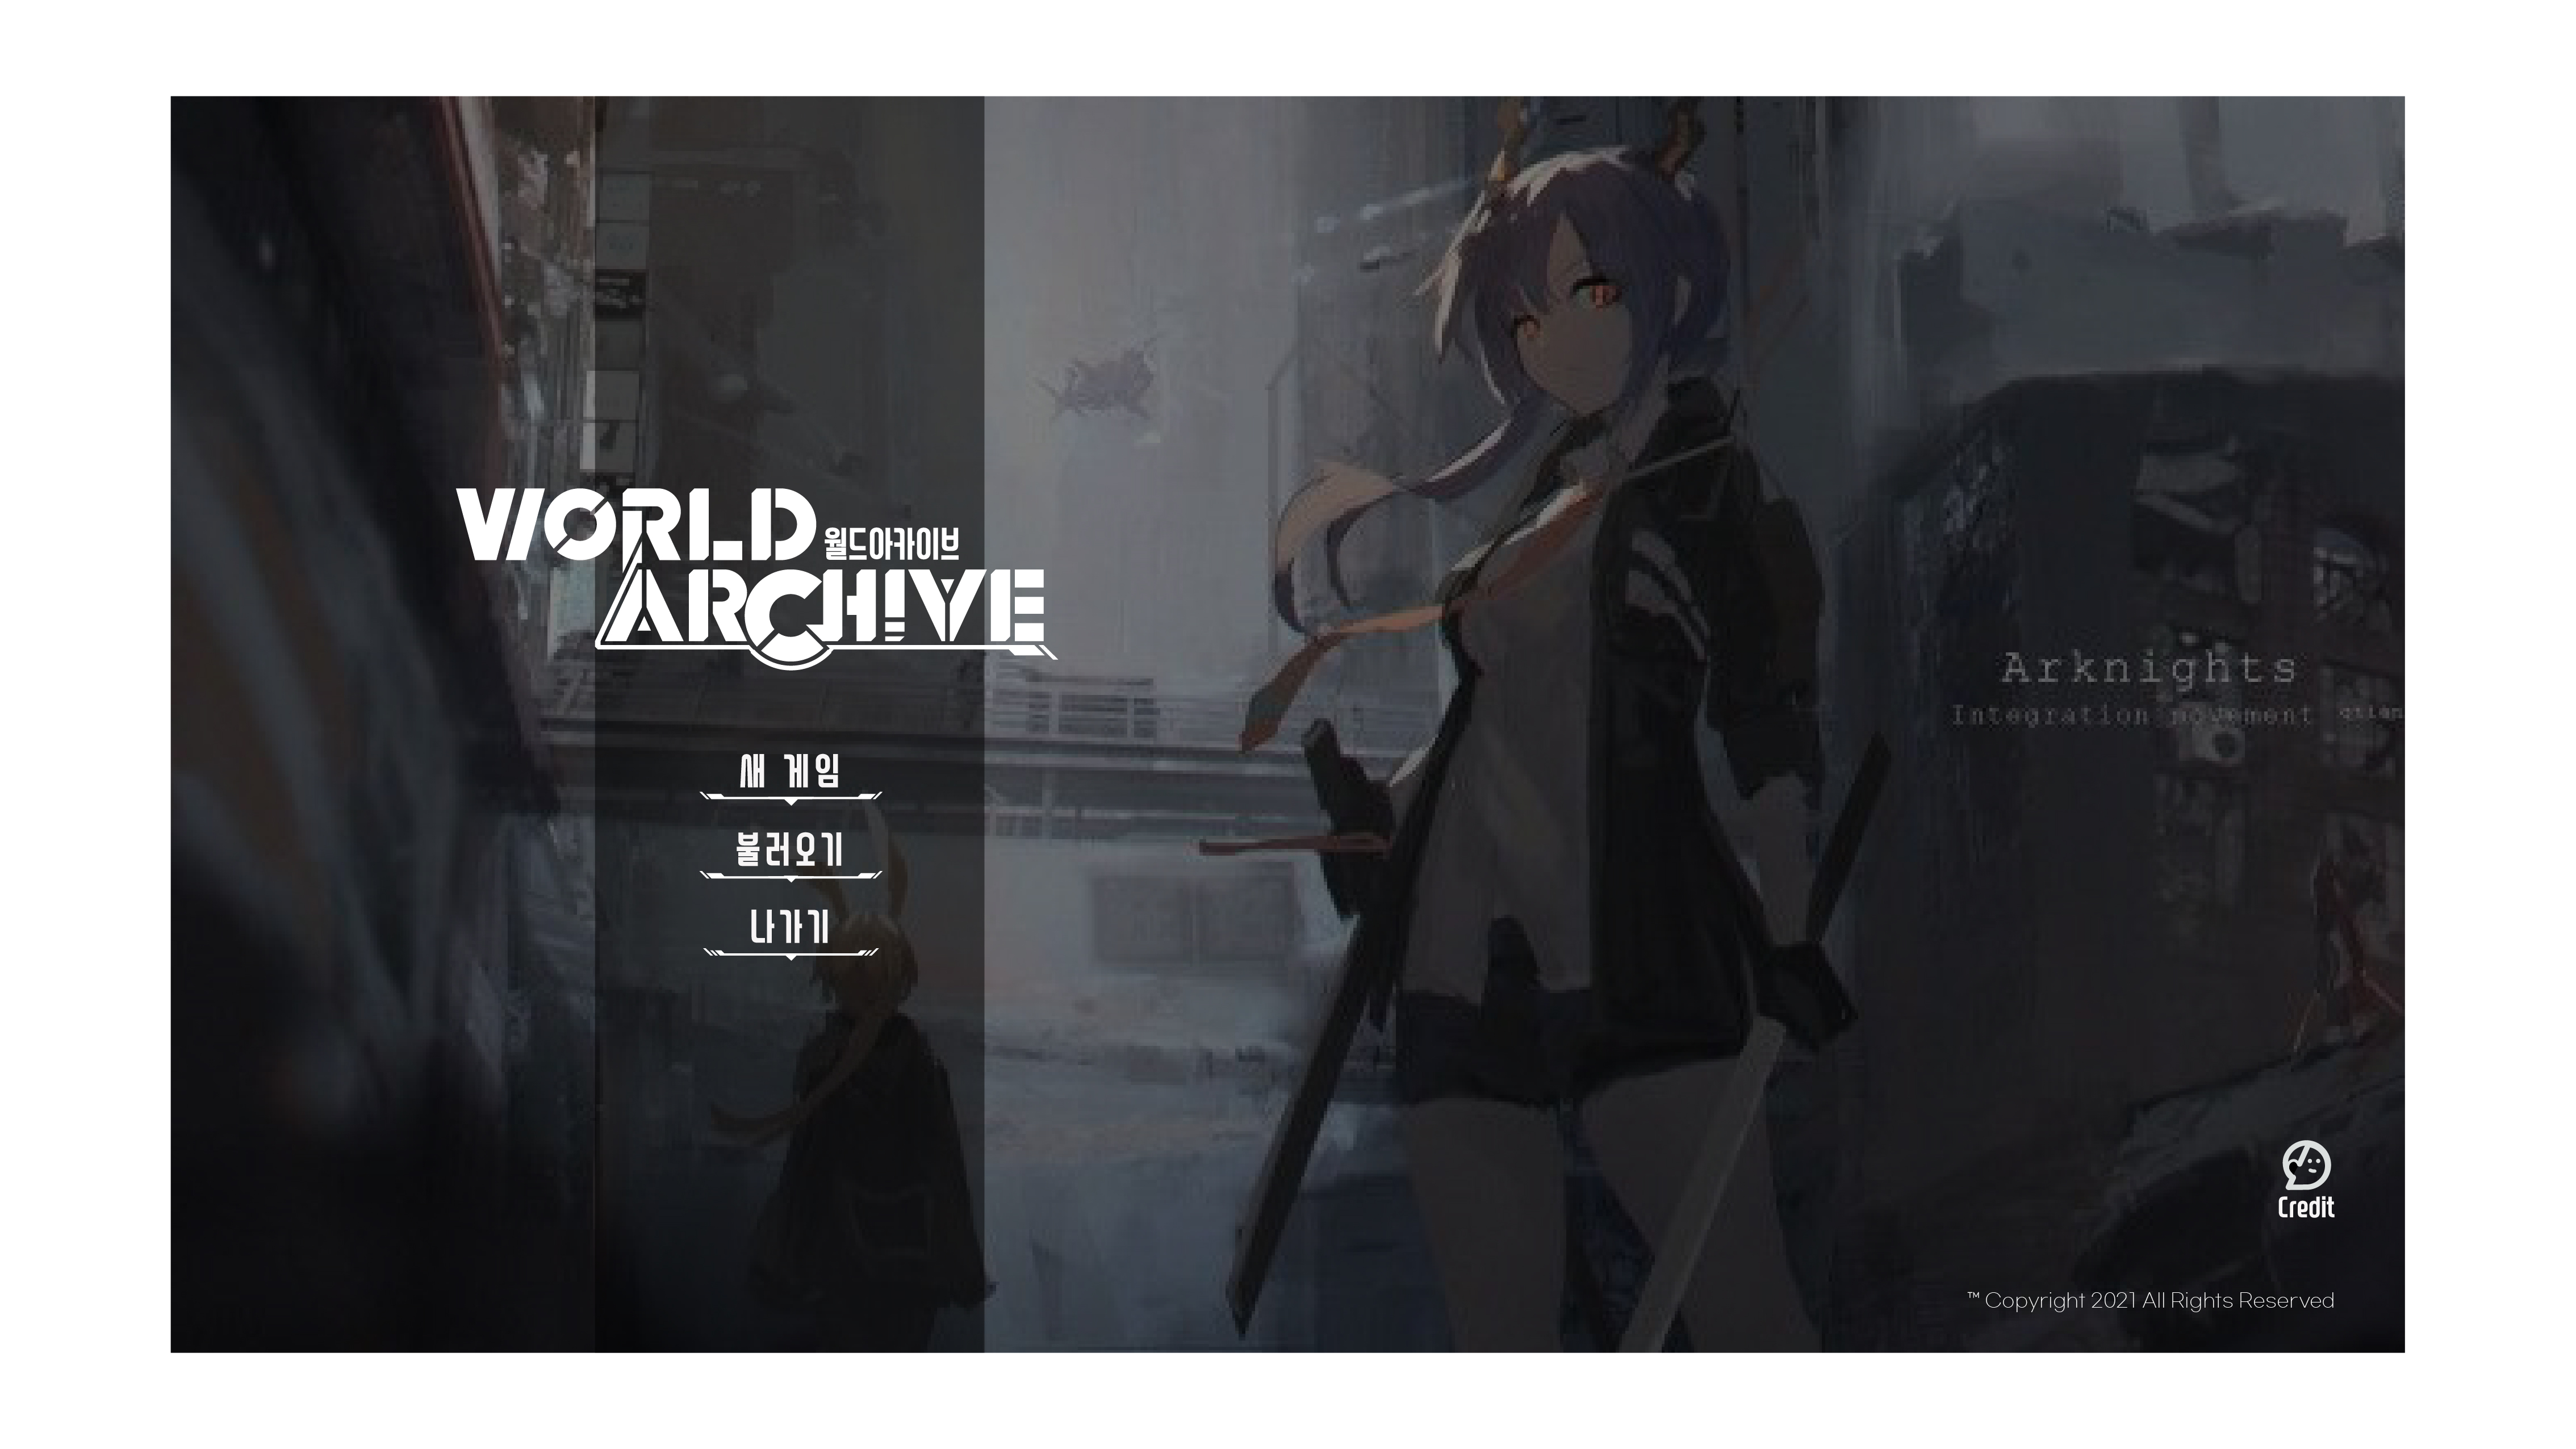 WORLD 월드아카이브
ARCHIVE
새 게임
불러오기
나가기
Arknights
Integration movement
Credit
™ Copyright 2021 All Rights Reserved